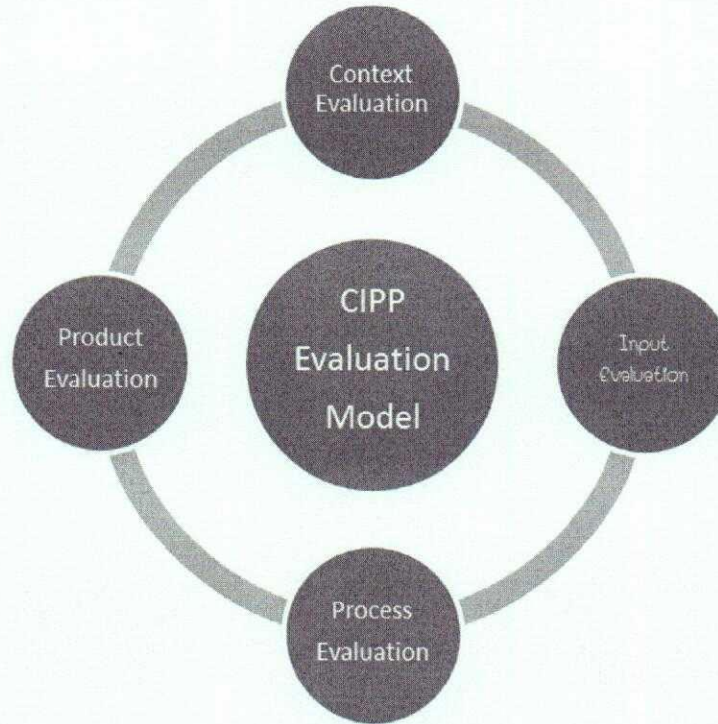 Context
Evaluation
CIPP
Evaluation
Model
Product
Evaluation
Input
Evaluation
Process
Evaluation